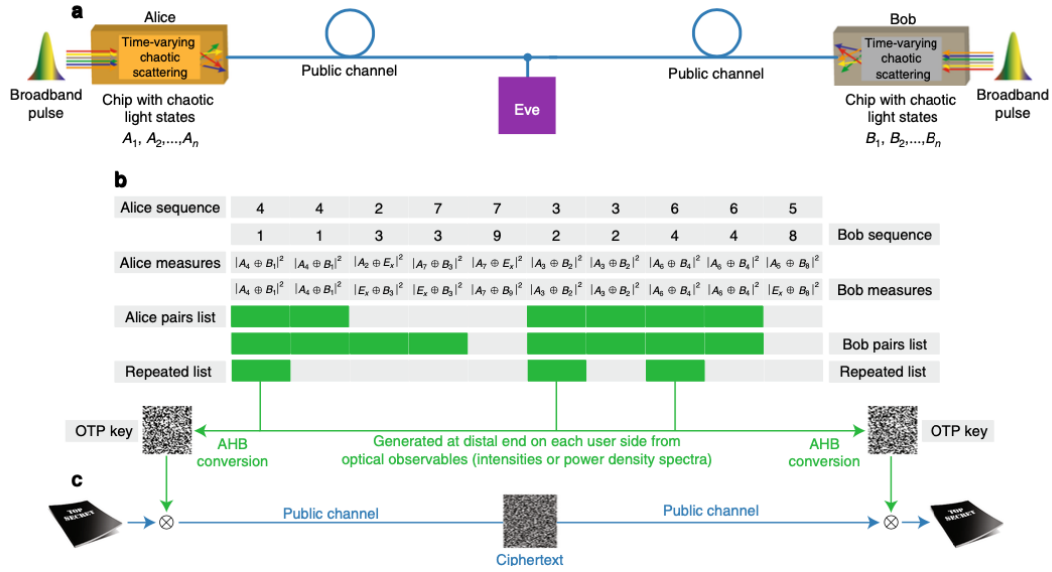 a
Alice
Bob
Time-varying
chaotic
scattering
Time-varying
chaotic
scattering
Public channel
Public channel
Broadband
pulse
Eve
Broadband
pulse
Chip with chaotic
light states
A₁, A₂,...,Aₙ
Chip with chaotic
light states
B₁, B₂,...,Bₙ
b
Alice sequence 4 4 2 7 7 3 3 6 6 5
1 1 3 3 9 2 2 4 4 8 Bob sequence
Alice measures |A₄ ⊕ B₁|² |A₄ ⊕ B₁|² |A₂ ⊕ Eₓ|² |A₇ ⊕ B₃|² |A₇ ⊕ Eₓ|² |A₃ ⊕ B₂|² |A₃ ⊕ B₂|² |A₆ ⊕ B₄|² |A₆ ⊕ B₄|² |A₅ ⊕ B₈|²
|A₄ ⊕ B₁|² |A₄ ⊕ B₁|² |Eₓ ⊕ B₃|² |Eₓ ⊕ B₃|² |A₇ ⊕ B₉|² |A₃ ⊕ B₂|² |A₃ ⊕ B₂|² |A₆ ⊕ B₄|² |A₆ ⊕ B₄|² |Eₓ ⊕ B₈|² Bob measures
Alice pairs list
Bob pairs list
Repeated list Repeated list
OTP key
OTP key
AHB
conversion
Generated at distal end on each user side from
optical observables (intensities or power density spectra)
AHB
conversion
c
TOP
SECRET
Public channel
Public channel
TOP
SECRET
Ciphertext